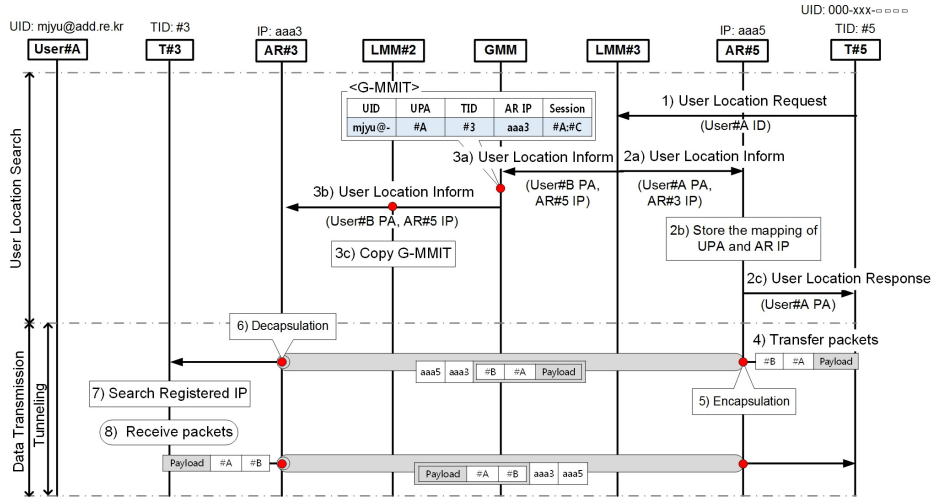 UID: 000-xxx-□□□□
UID: mjyu@add.re.kr
TID: #3
IP: aaa3
IP: aaa5
TID: #5
User#A
T#3
AR#3
LMM#2
GMM
LMM#3
AR#5
T#5
<G-MMIT>
UID UPA TID AR IP Session
mjyu@- #A #3 aaa3 #A:#C
1) User Location Request
(User#A ID)
3a) User Location Inform
2a) User Location Inform
(User#B PA,
AR#5 IP)
(User#A PA,
AR#3 IP)
3b) User Location Inform
(User#B PA, AR#5 IP)
3c) Copy G-MMIT
2b) Store the mapping of
UPA and AR IP
2c) User Location Response
(User#A PA)
User Location Search
6) Decapsulation
4) Transfer packets
#B #A Payload
aaa5 aaa3 #B #A Payload
5) Encapsulation
7) Search Registered IP
8) Receive packets
Payload #A #B
Payload #A #B aaa3 aaa5
Data Transmission
Tunneling